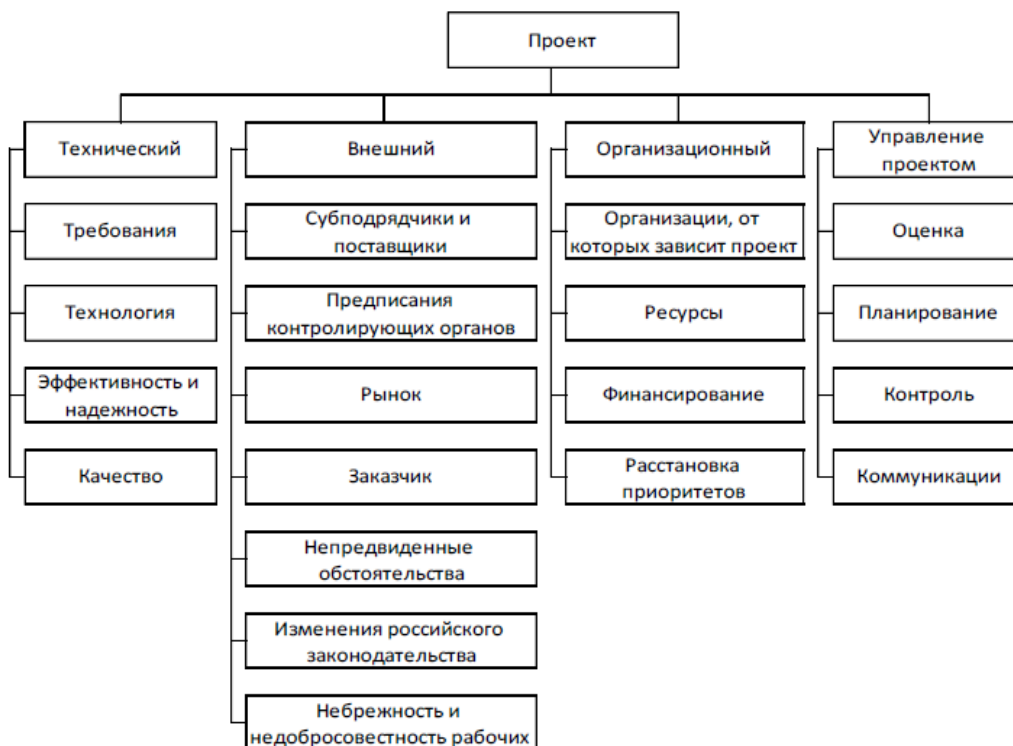 Проект
Технический
Требования
Технология
Эффективность и
надежность
Качество
Внешний
Субподрядчики и
поставщики
Предписания
контролирующих органов
Рынок
Заказчик
Непредвиденные
обстоятельства
Изменения российского
законодательства
Небрежность и
недобросовестность рабочих
Организационный
Организации, от
которых зависит проект
Ресурсы
Финансирование
Расстановка
приоритетов
Управление
проектом
Оценка
Планирование
Контроль
Коммуникации